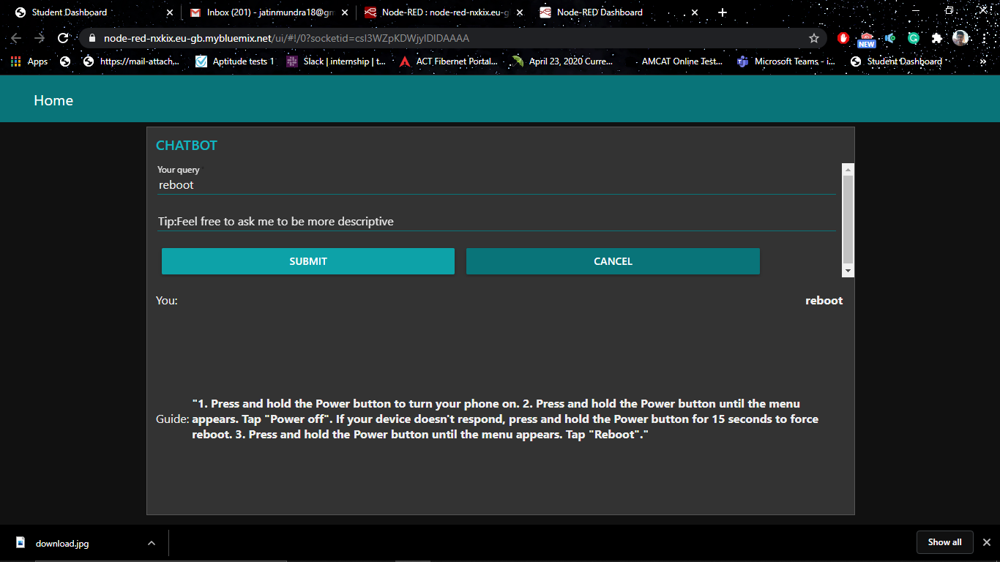 Student Dashboard
Inbox (201) - jatinmundra18@gm
Node-RED : node-red-nxkix.eu-g
Node-RED Dashboard
node-red-nxkix.eu-gb.mybluemix.net/ui/#!/0?socketid=csI3WZpKDWjyIDIDAAAA
NEW
Apps
https://mail-attach...
Aptitude tests 1
Slack | internship | t...
ACT Fibernet Portal...
April 23, 2020 Curre...
AMCAT Online Test...
Microsoft Teams - i...
Student Dashboard
Home
CHATBOT
Your query
reboot
Tip:Feel free to ask me to be more descriptive
SUBMIT CANCEL
You: reboot
"1. Press and hold the Power button to turn your phone on. 2. Press and hold the Power button until the menu
Guide: appears. Tap "Power off". If your device doesn't respond, press and hold the Power button for 15 seconds to force
reboot. 3. Press and hold the Power button until the menu appears. Tap "Reboot"."
download.jpg
Show all